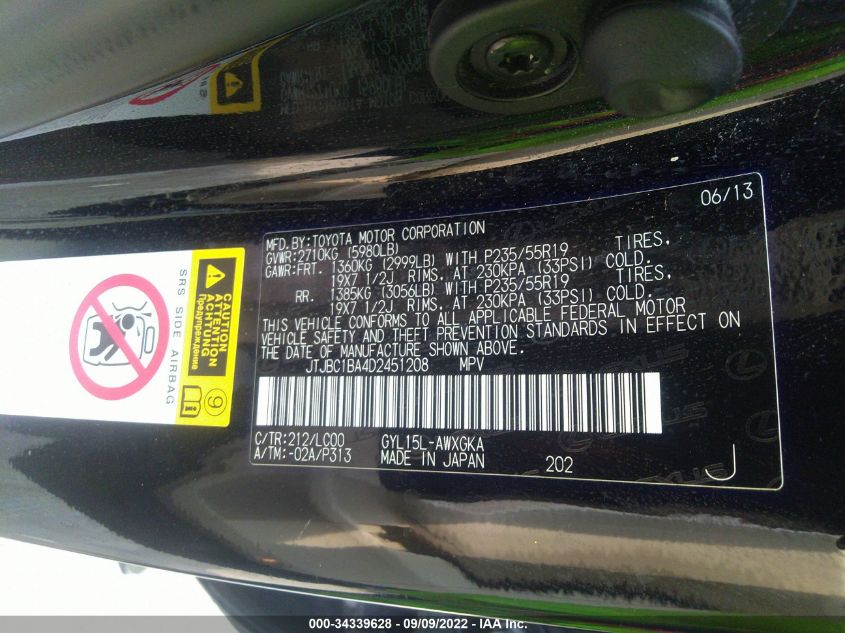 06/13
MFD.BY:TOYOTA MOTOR CORPORATION
GVWR:2710KG (5980LB)
GAWR:FRT. 1360KG (2999LB) WITH P235/55R19 TIRES,
19X7 1/2J RIMS, AT 230KPA (33PSI) COLD.
RR. 1385KG (3056LB) WITH P235/55R19 TIRES,
19X7 1/2J RIMS, AT 230KPA (33PSI) COLD.
THIS VEHICLE CONFORMS TO ALL APPLICABLE FEDERAL MOTOR
VEHICLE SAFETY AND THEFT PREVENTION STANDARDS IN EFFECT ON
THE DATE OF MANUFACTURE SHOWN ABOVE.
JTJBC1BA4D2451208 MPV
C/TR:212/LC00 GYL15L-AWXGKA
A/TM:-02A/P313 MADE IN JAPAN 202 J
SRS SIDE AIRBAG
CAUTION
ATTENTION
ACHTUNG
Предупреждение
9
000-34339628 - 09/09/2022 - IAA Inc.